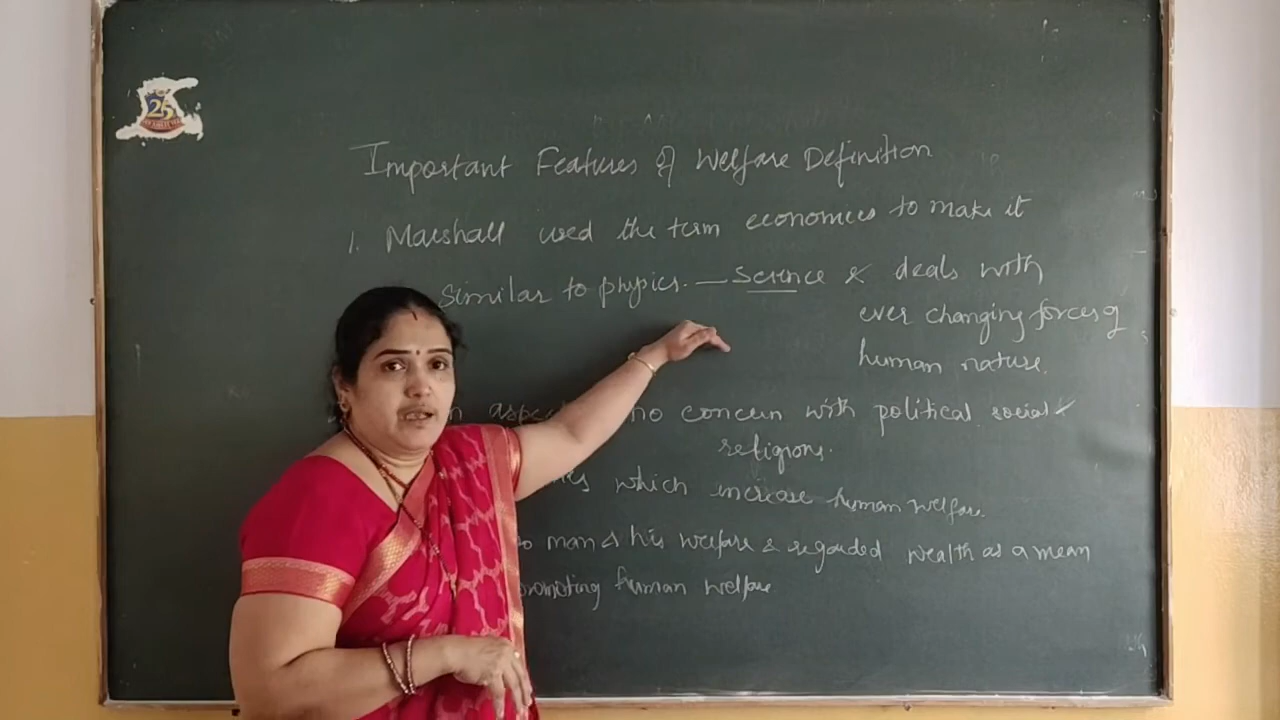 25
Important Features of Welfare Definition
1. Marshall used the term economics to make it
similar to physics. — Science & deals with
ever changing forces of
human nature.
no concern with political social &
religions.
which increase human welfare.
man & his welfare & regarded wealth as a mean
promoting human welfare